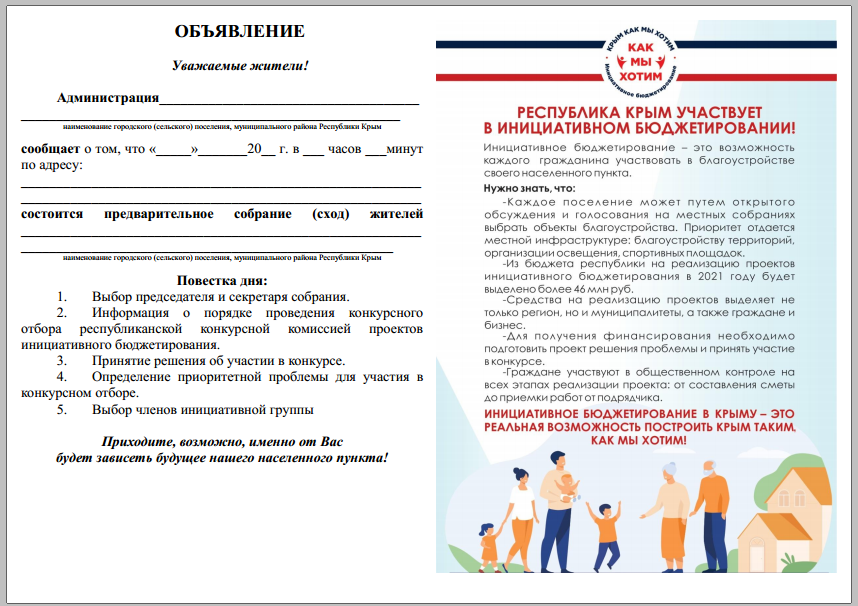 ОБЪЯВЛЕНИЕ
Уважаемые жители!
Администрация______________________________________
________________________________________________________
наименование городского (сельского) поселения, муниципального района Республики Крым
сообщает о том, что «_____»_______20__ г. в ___ часов ___минут
по адресу:
___________________________________________________________
___________________________________________________________
состоится предварительное собрание (сход) жителей
___________________________________________________________
_______________________________________________________
наименование городского (сельского) поселения, муниципального района Республики Крым
Повестка дня:
1. Выбор председателя и секретаря собрания.
2. Информация о порядке проведения конкурсного
отбора республиканской конкурсной комиссией проектов
инициативного бюджетирования.
3. Принятие решения об участии в конкурсе.
4. Определение приоритетной проблемы для участия в
конкурсном отборе.
5. Выбор членов инициативной группы
Приходите, возможно, именно от Вас
будет зависеть будущее нашего населенного пункта!
КРЫМ КАК МЫ ХОТИМ
КАК
МЫ
ХОТИМ
Инициативное бюджетирование
РЕСПУБЛИКА КРЫМ УЧАСТВУЕТ
В ИНИЦИАТИВНОМ БЮДЖЕТИРОВАНИИ!
Инициативное бюджетирование – это возможность
каждого гражданина участвовать в благоустройстве
своего населенного пункта.
Нужно знать, что:
-Каждое поселение может путем открытого
обсуждения и голосования на местных собраниях
выбрать объекты благоустройства. Приоритет отдается
местной инфраструктуре: благоустройству территорий,
организации освещения, спортивных площадок.
-Из бюджета республики на реализацию проектов
инициативного бюджетирования в 2021 году будет
выделено более 46 млн руб.
-Средства на реализацию проектов выделяет не
только регион, но и муниципалитеты, а также граждане и
бизнес.
-Для получения финансирования необходимо
подготовить проект решения проблемы и принять участие
в конкурсе.
-Граждане участвуют в общественном контроле на
всех этапах реализации проекта: от составления сметы
до приемки работ от подрядчика.
ИНИЦИАТИВНОЕ БЮДЖЕТИРОВАНИЕ В КРЫМУ – ЭТО
РЕАЛЬНАЯ ВОЗМОЖНОСТЬ ПОСТРОИТЬ КРЫМ ТАКИМ,
КАК МЫ ХОТИМ!